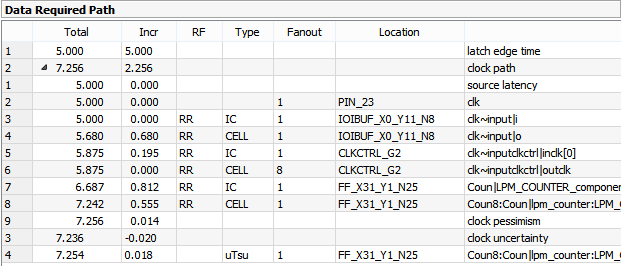 Data Required Path
Total Incr RF Type Fanout Location
1 5.000 5.000 latch edge time
2 7.256 2.256 clock path
1 5.000 0.000 source latency
2 5.000 0.000 1 PIN_23 clk
3 5.000 0.000 RR IC 1 IOIBUF_X0_Y11_N8 clk~input|i
4 5.680 0.680 RR CELL 1 IOIBUF_X0_Y11_N8 clk~input|o
5 5.875 0.195 RR IC 1 CLKCTRL_G2 clk~inputclkctrl|inclk[0]
6 5.875 0.000 RR CELL 8 CLKCTRL_G2 clk~inputclkctrl|outclk
7 6.687 0.812 RR IC 1 FF_X31_Y1_N25 Coun|LPM_COUNTER_component
8 7.242 0.555 RR CELL 1 FF_X31_Y1_N25 Coun8:Coun|lpm_counter:LPM_C
9 7.256 0.014 clock pessimism
3 7.236 -0.020 clock uncertainty
4 7.254 0.018 uTsu 1 FF_X31_Y1_N25 Coun8:Coun|lpm_counter:LPM_C